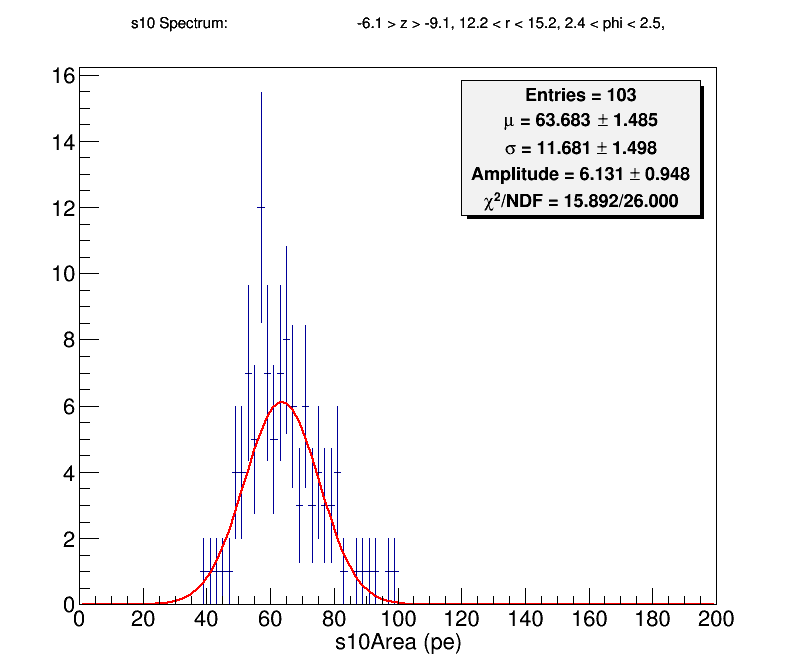 s10 Spectrum: -6.1 > z > -9.1, 12.2 < r < 15.2, 2.4 < phi < 2.5,
Entries = 103
μ = 63.683 ± 1.485
σ = 11.681 ± 1.498
Amplitude = 6.131 ± 0.948
χ²/NDF = 15.892/26.000
16
14
12
10
8
6
4
2
0
0 20 40 60 80 100 120 140 160 180 200
s10Area (pe)